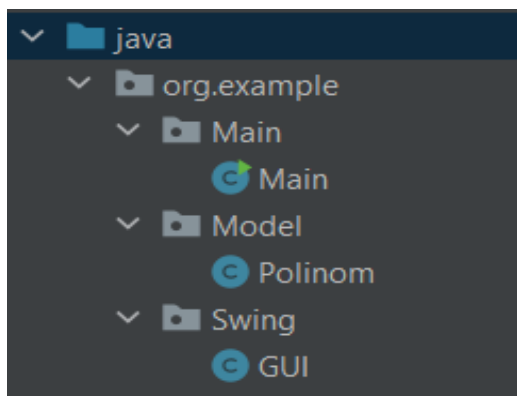 java
org.example
Main
Main
Model
Polinom
Swing
GUI